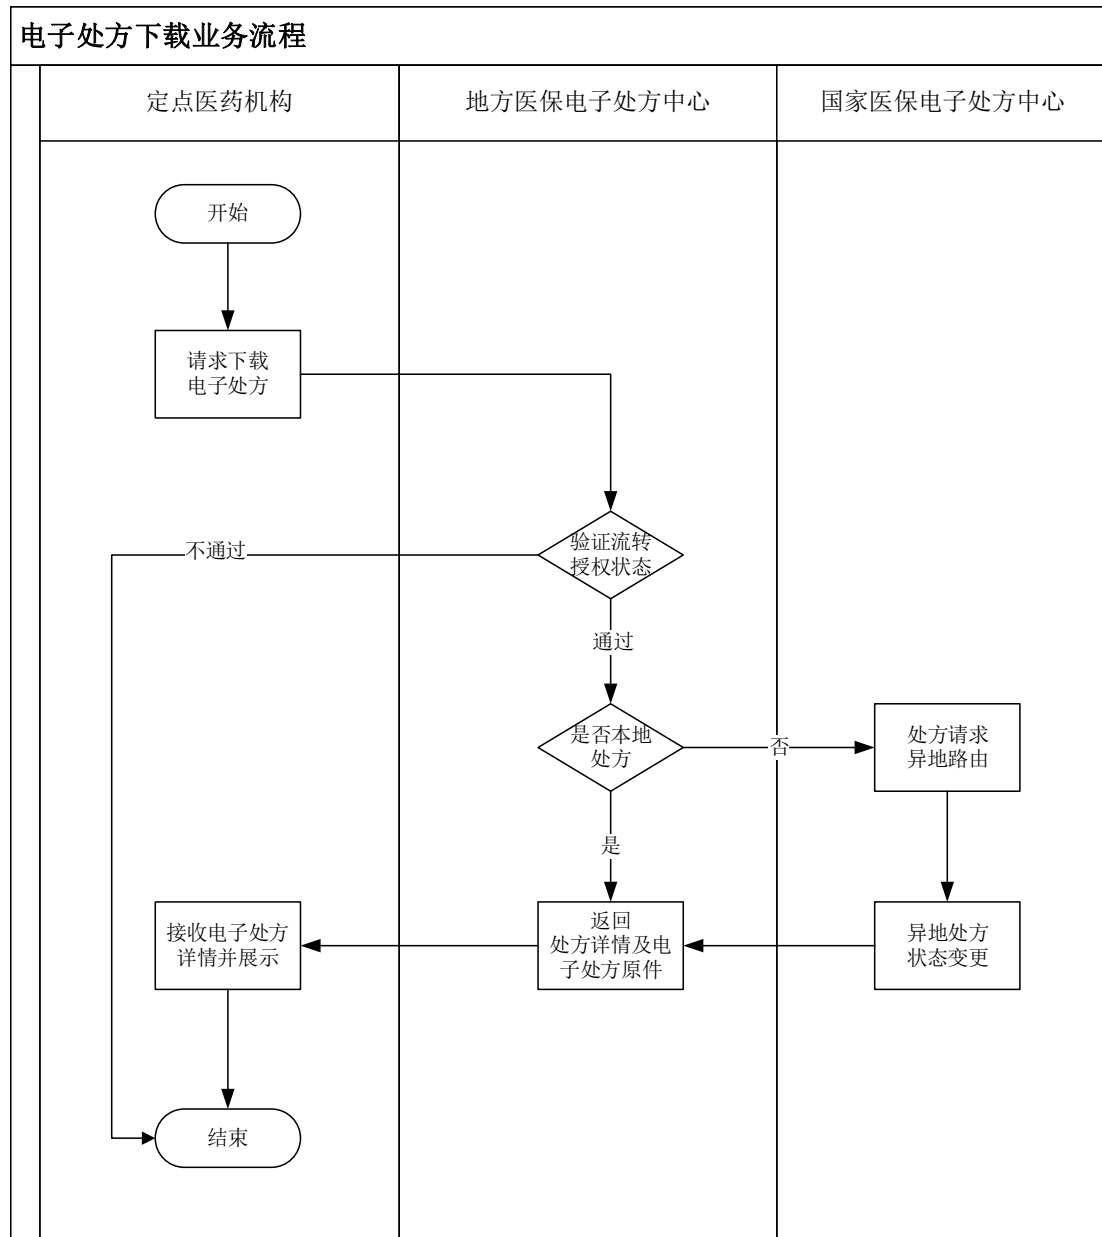 电子处方下载业务流程
定点医药机构
地方医保电子处方中心
国家医保电子处方中心
开始
请求下载
电子处方
验证流转
授权状态
不通过
通过
是否本地
处方
否
处方请求
异地路由
是
接收电子处方
详情并展示
返回
处方详情及电
子处方原件
异地处方
状态变更
结束